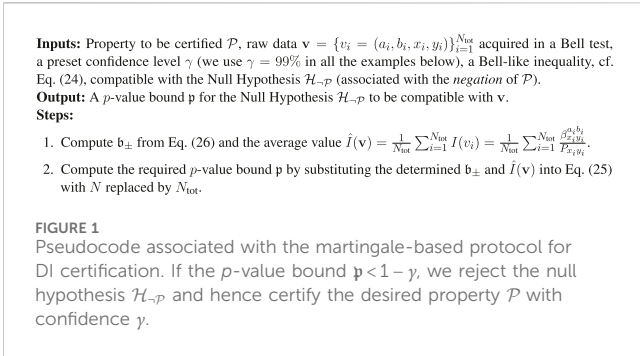 Inputs: Property to be certified 𝒫, raw data v = {vᵢ = (aᵢ, bᵢ, xᵢ, yᵢ)}ᵢ₌₁^{N_tot} acquired in a Bell test,
a preset confidence level γ (we use γ = 99% in all the examples below), a Bell-like inequality, cf.
Eq. (24), compatible with the Null Hypothesis ℋ_{¬𝒫} (associated with the negation of 𝒫).
Output: A p-value bound 𝔭 for the Null Hypothesis ℋ_{¬𝒫} to be compatible with v.
Steps:
1. Compute 𝔟± from Eq. (26) and the average value Î(v) = 1/N_tot ∑ᵢ₌₁^{N_tot} I(vᵢ) = 1/N_tot ∑ᵢ₌₁^{N_tot} β_{xᵢyᵢ}^{aᵢbᵢ}/P_{xᵢyᵢ}.
2. Compute the required p-value bound 𝔭 by substituting the determined 𝔟± and Î(v) into Eq. (25)
with N replaced by N_tot.
FIGURE 1
Pseudocode associated with the martingale-based protocol for
DI certification. If the p-value bound 𝔭 < 1 − γ, we reject the null
hypothesis ℋ_{¬𝒫} and hence certify the desired property 𝒫 with
confidence γ.